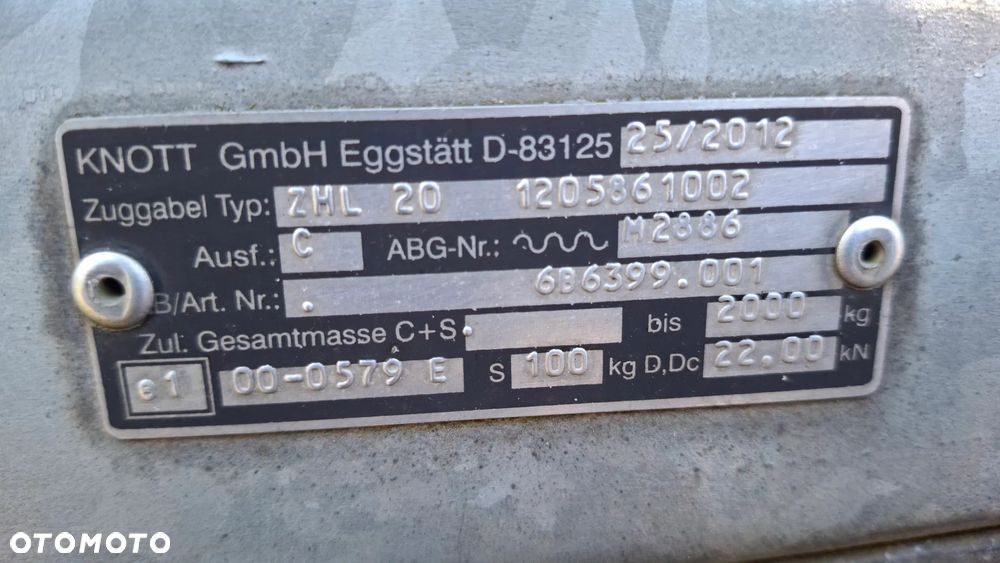 KNOTT GmbH Eggstätt D-83125 25/2012
Zuggabel Typ: ZHL 20 1205861002
Ausf.: C ABG-Nr.: M2886
B/Art. Nr.: . 6B6399.001
Zul. Gesamtmasse C+S . bis 2000 kg
e1 00-0579 E S 100 kg D,Dc 22.00 kN
OTOMOTO